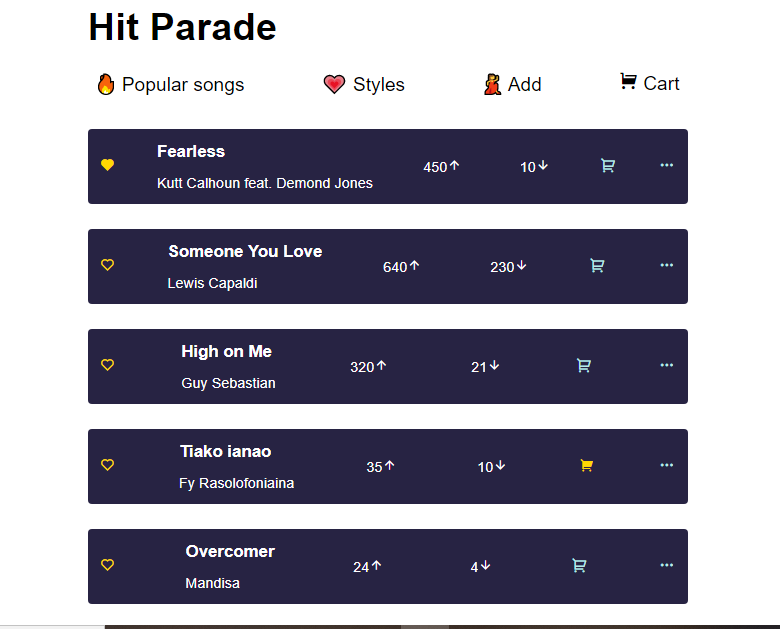 Hit Parade
Popular songs Styles Add Cart
Fearless
450 10
Kutt Calhoun feat. Demond Jones
Someone You Love
640 230
Lewis Capaldi
High on Me
320 21
Guy Sebastian
Tiako ianao
35 10
Fy Rasolofoniaina
Overcomer
24 4
Mandisa